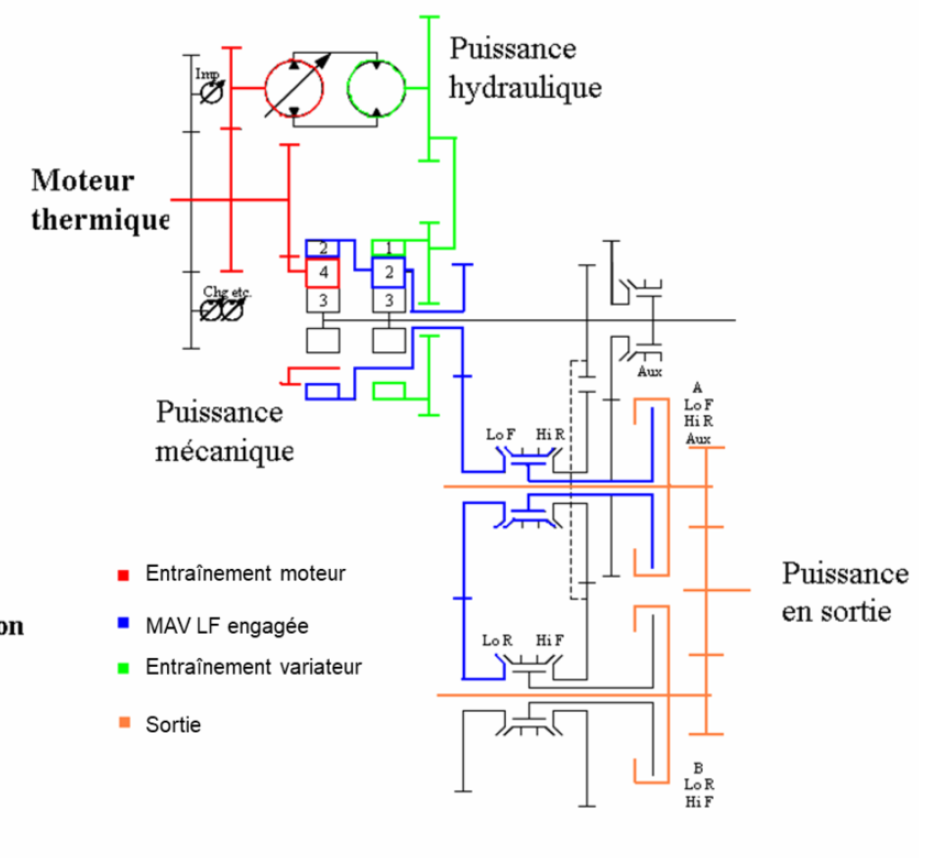 Puissance
hydraulique
Imp
Moteur
thermique
2
1
4
2
3
3
Chg etc.
Aux
Puissance
mécanique
A
Lo F
Hi R
Aux
Lo F
Hi R
Entraînement moteur
MAV LF engagée
Entraînement variateur
Sortie
on
Puissance
en sortie
Lo R
Hi F
B
Lo R
Hi F